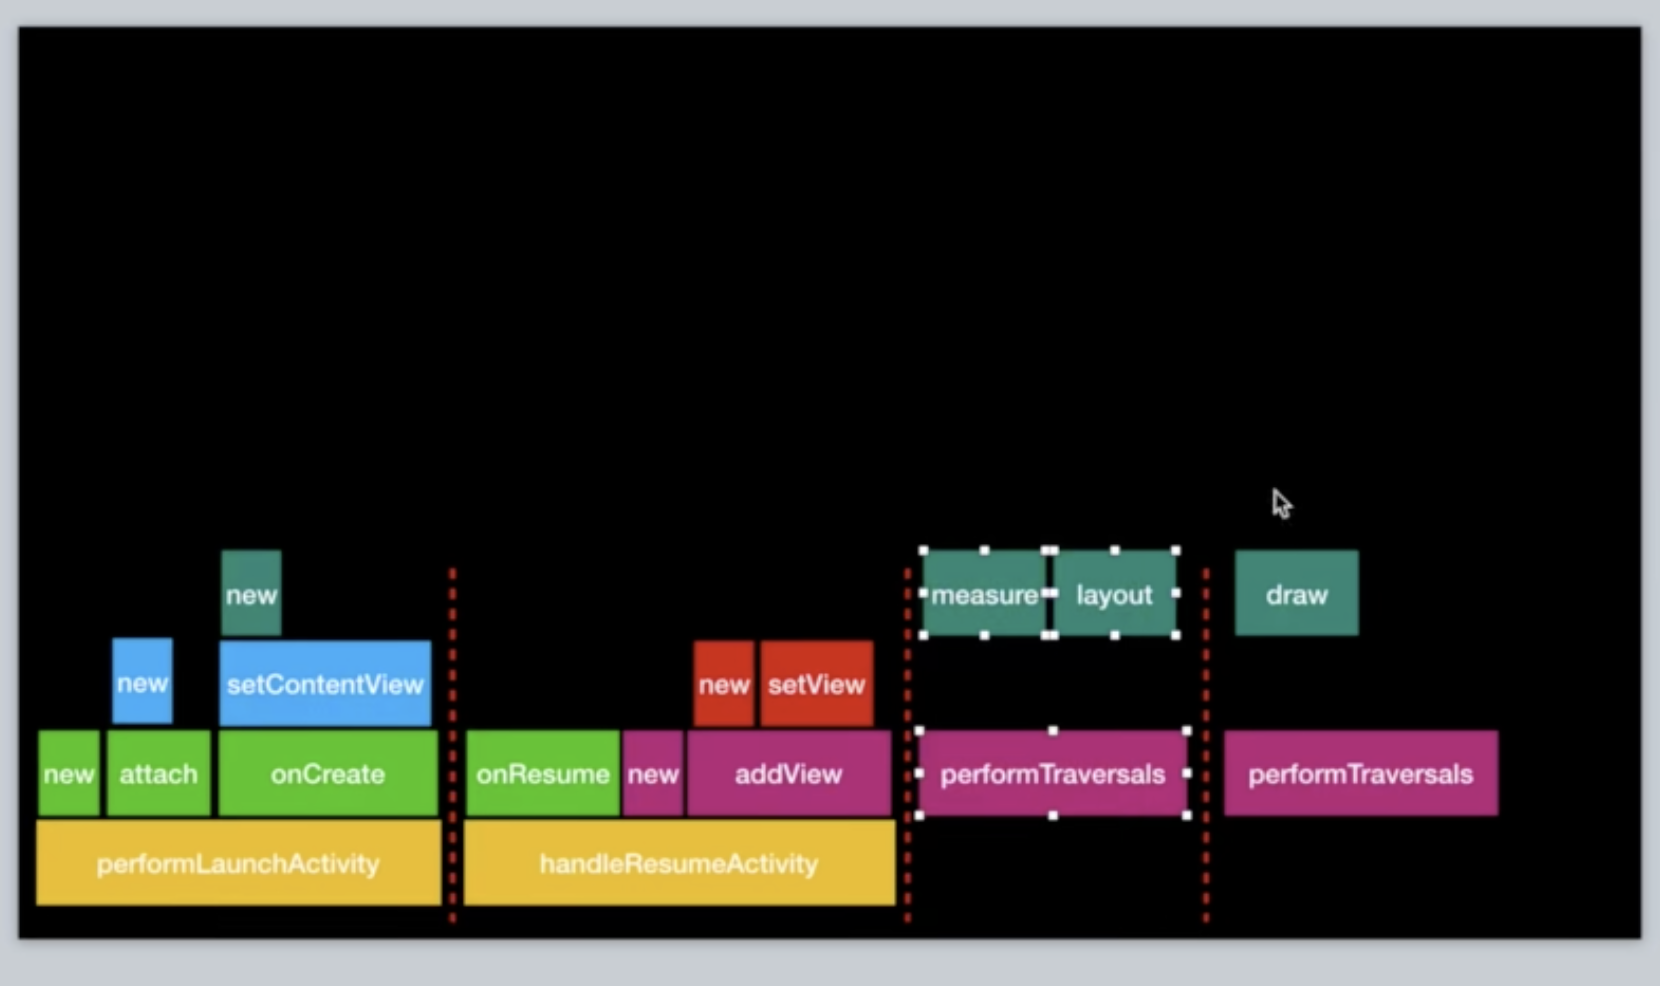 new
measure layout draw
new setContentView new setView
new attach onCreate onResume new addView performTraversals performTraversals
performLaunchActivity handleResumeActivity